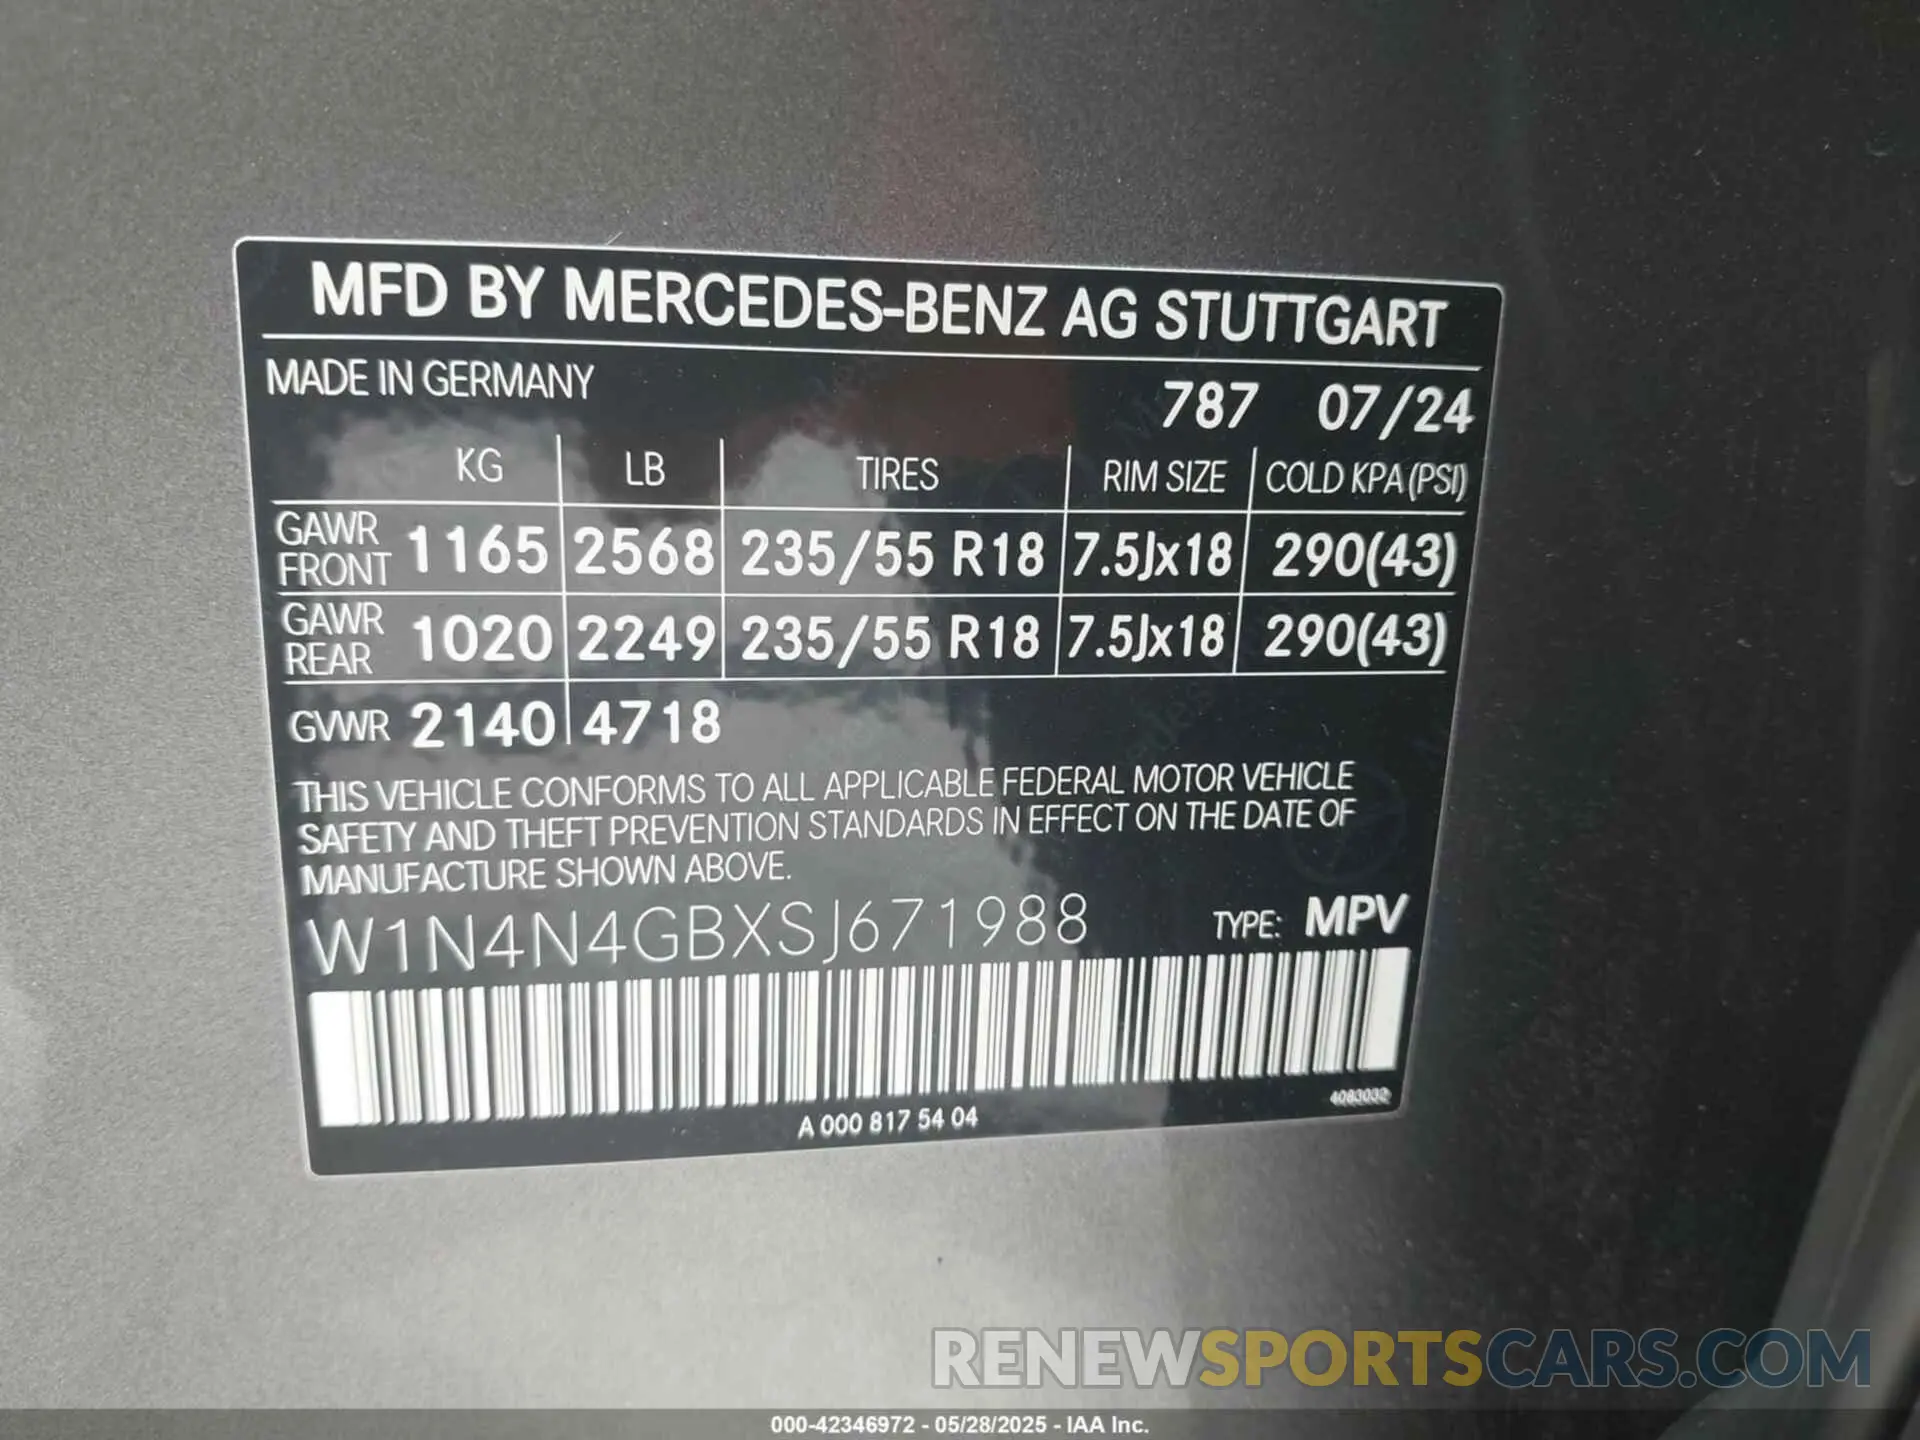 MFD BY MERCEDES-BENZ AG STUTTGART
MADE IN GERMANY 787 07/24
KG LB TIRES RIM SIZE COLD KPA (PSI)
GAWR FRONT 1165 2568 235/55 R18 7.5Jx18 290(43)
GAWR REAR 1020 2249 235/55 R18 7.5Jx18 290(43)
GVWR 2140 4718
THIS VEHICLE CONFORMS TO ALL APPLICABLE FEDERAL MOTOR VEHICLE
SAFETY AND THEFT PREVENTION STANDARDS IN EFFECT ON THE DATE OF
MANUFACTURE SHOWN ABOVE.
W1N4N4GBXSJ671988 TYPE: MPV
A 000 817 54 04
4083032
RENEWSPORTSCARS.COM
000-42346972 - 05/28/2025 - IAA Inc.